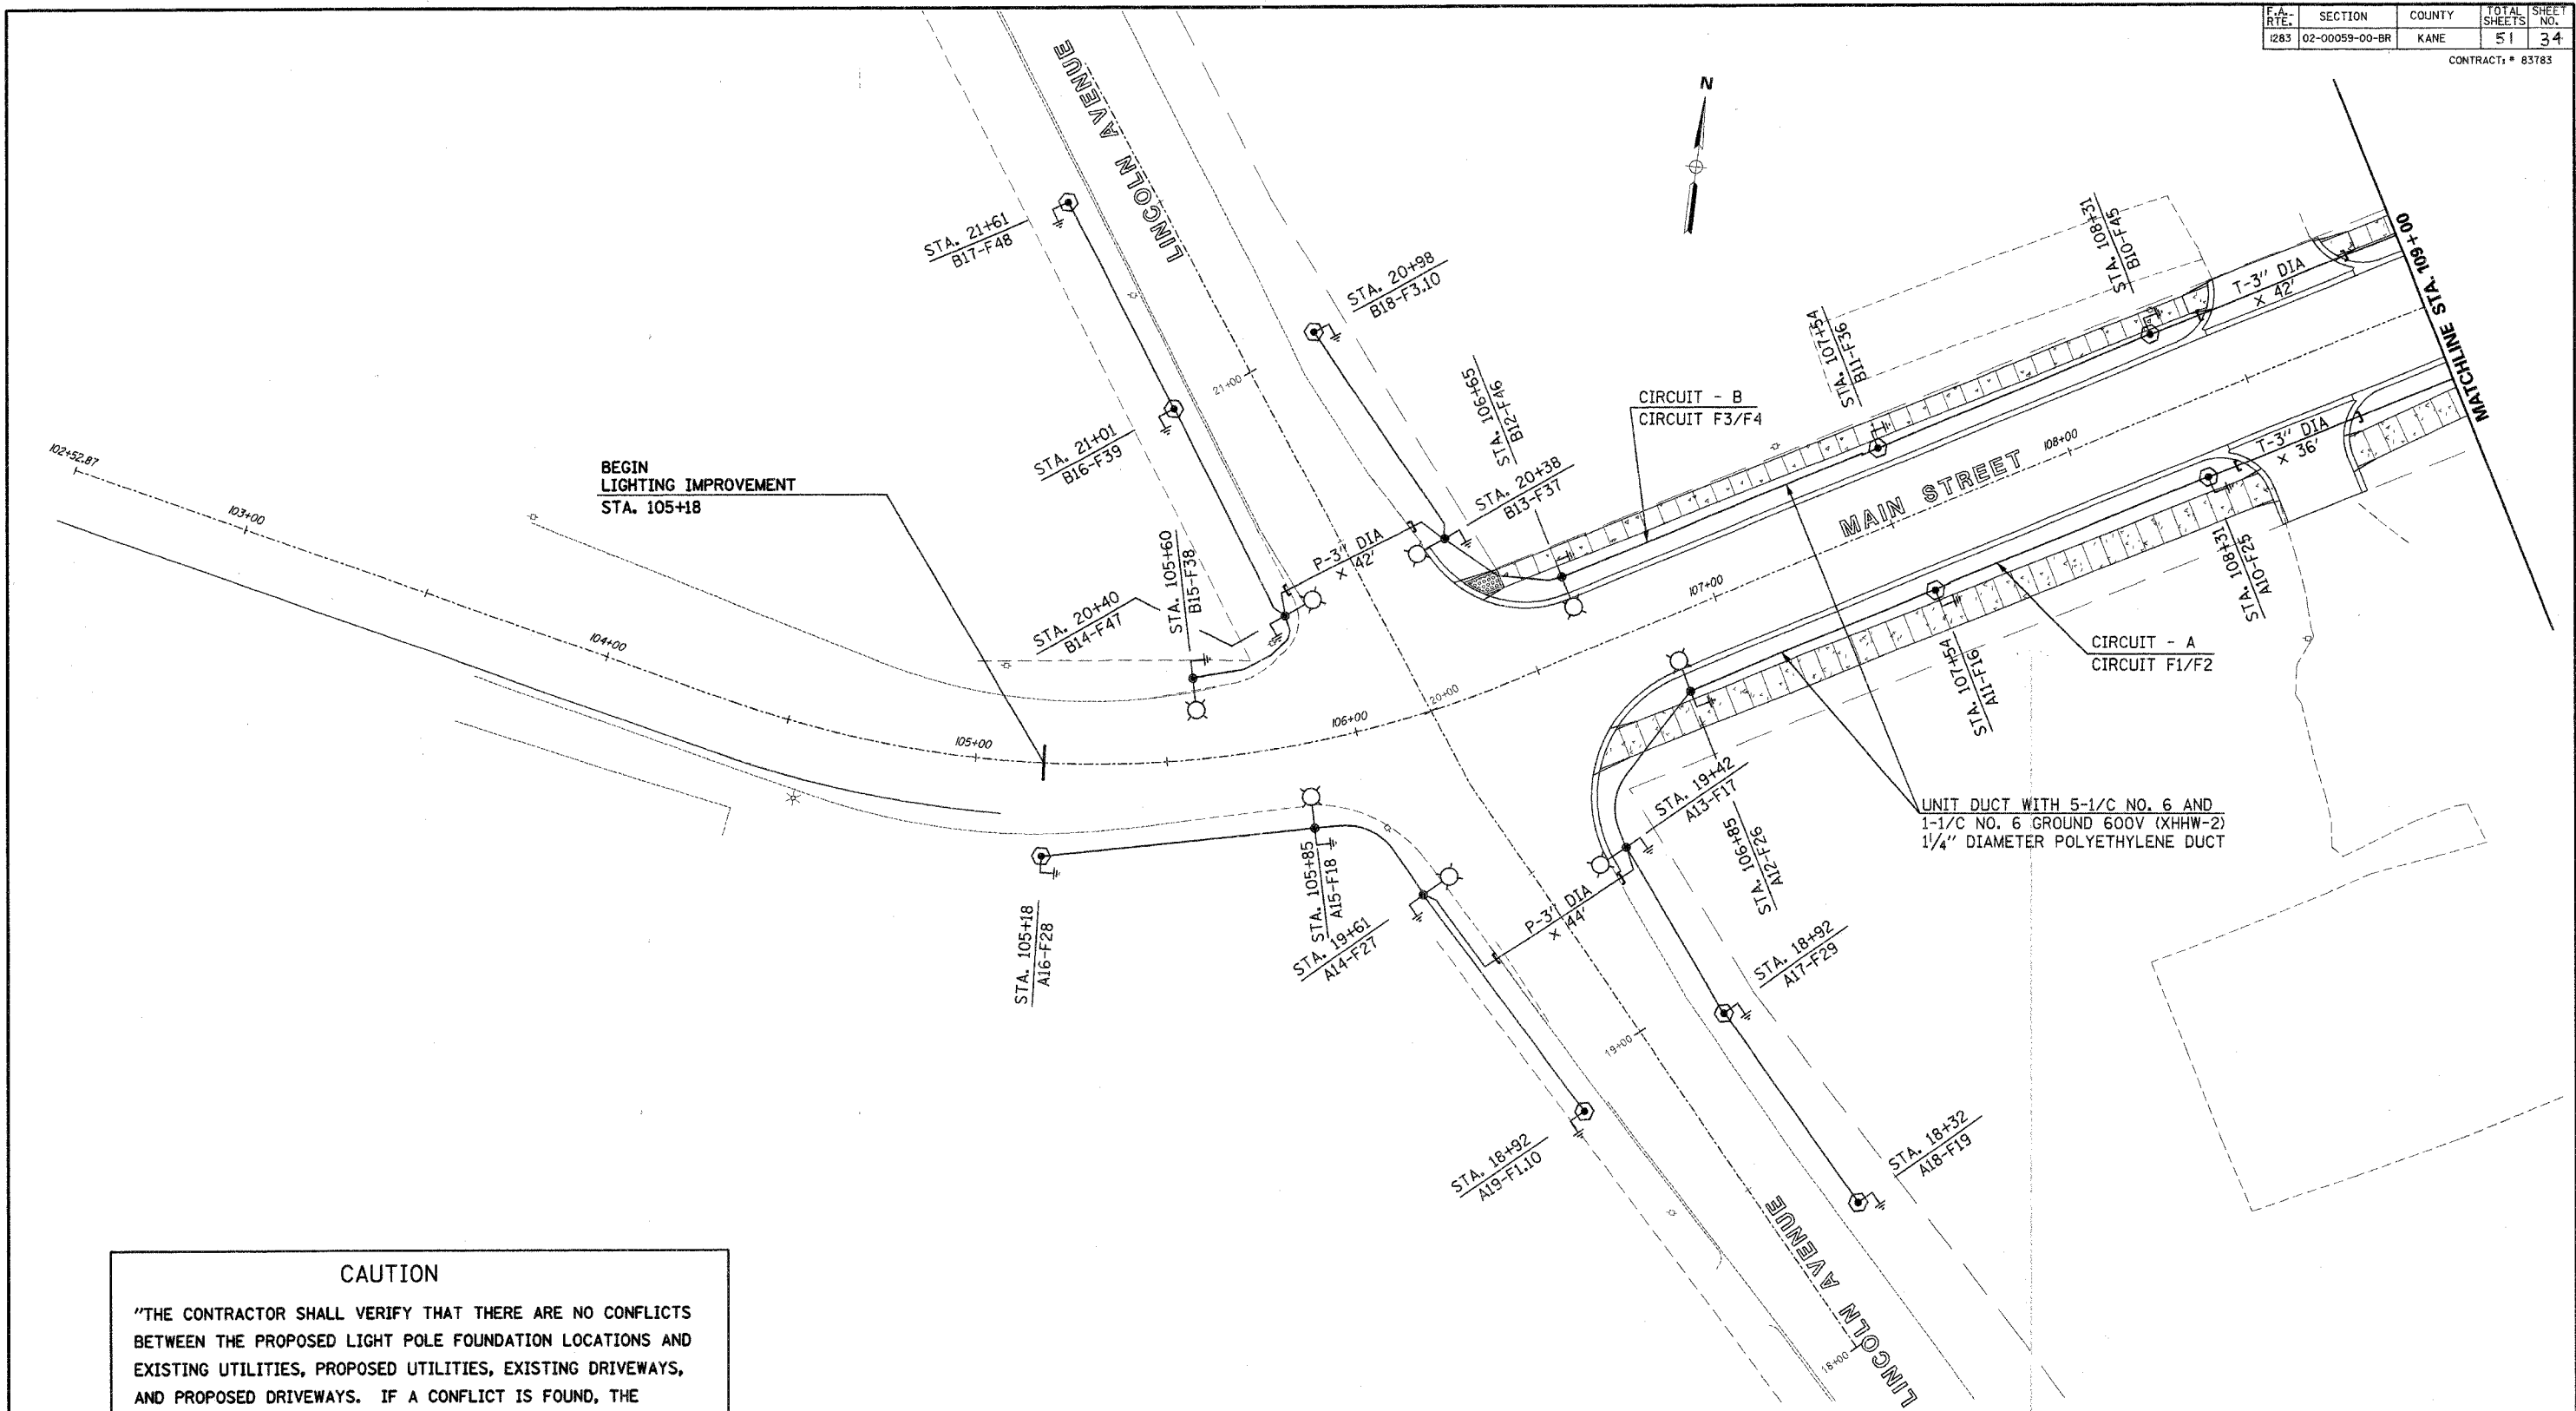 F.A. RTE. SECTION COUNTY TOTAL SHEETS SHEET NO.
1283 02-00059-00-BR KANE 51 34
CONTRACT: # 83783
N
LINCOLN AVENUE
STA. 21+61
B17-F48
STA. 20+98
B18-F3.10
STA. 108+31
B10-F45
T-3" DIA
X 42'
MATCHLINE STA. 109+00
STA. 107+54
B11-F36
21+00
STA. 106+65
B12-F46
CIRCUIT - B
CIRCUIT F3/F4
STA. 21+01
B16-F39
STA. 20+38
B13-F37
102+52.87
BEGIN
LIGHTING IMPROVEMENT
STA. 105+18
103+00
MAIN STREET
108+00
T-3" DIA
X 36'
P-3" DIA
X 42'
STA. 105+60
B15-F38
STA. 20+40
B14-F47
104+00
107+00
STA. 108+31
A10-F25
STA. 107+54
A11-F16
CIRCUIT - A
CIRCUIT F1/F2
20+00
106+00
105+00
STA. 19+42
A13-F17
STA. 106+85
A12-F26
UNIT DUCT WITH 5-1/C NO. 6 AND
1-1/C NO. 6 GROUND 600V (XHHW-2)
1 1/4" DIAMETER POLYETHYLENE DUCT
STA. 105+85
A15-F18
STA. 105+18
A16-F28
STA. 19+61
A14-F27
P-3" DIA
X 44'
STA. 18+92
A17-F29
19+00
STA. 18+92
A19-F1.10
STA. 18+32
A18-F19
LINCOLN AVENUE
18+00
CAUTION
"THE CONTRACTOR SHALL VERIFY THAT THERE ARE NO CONFLICTS
BETWEEN THE PROPOSED LIGHT POLE FOUNDATION LOCATIONS AND
EXISTING UTILITIES, PROPOSED UTILITIES, EXISTING DRIVEWAYS,
AND PROPOSED DRIVEWAYS. IF A CONFLICT IS FOUND, THE